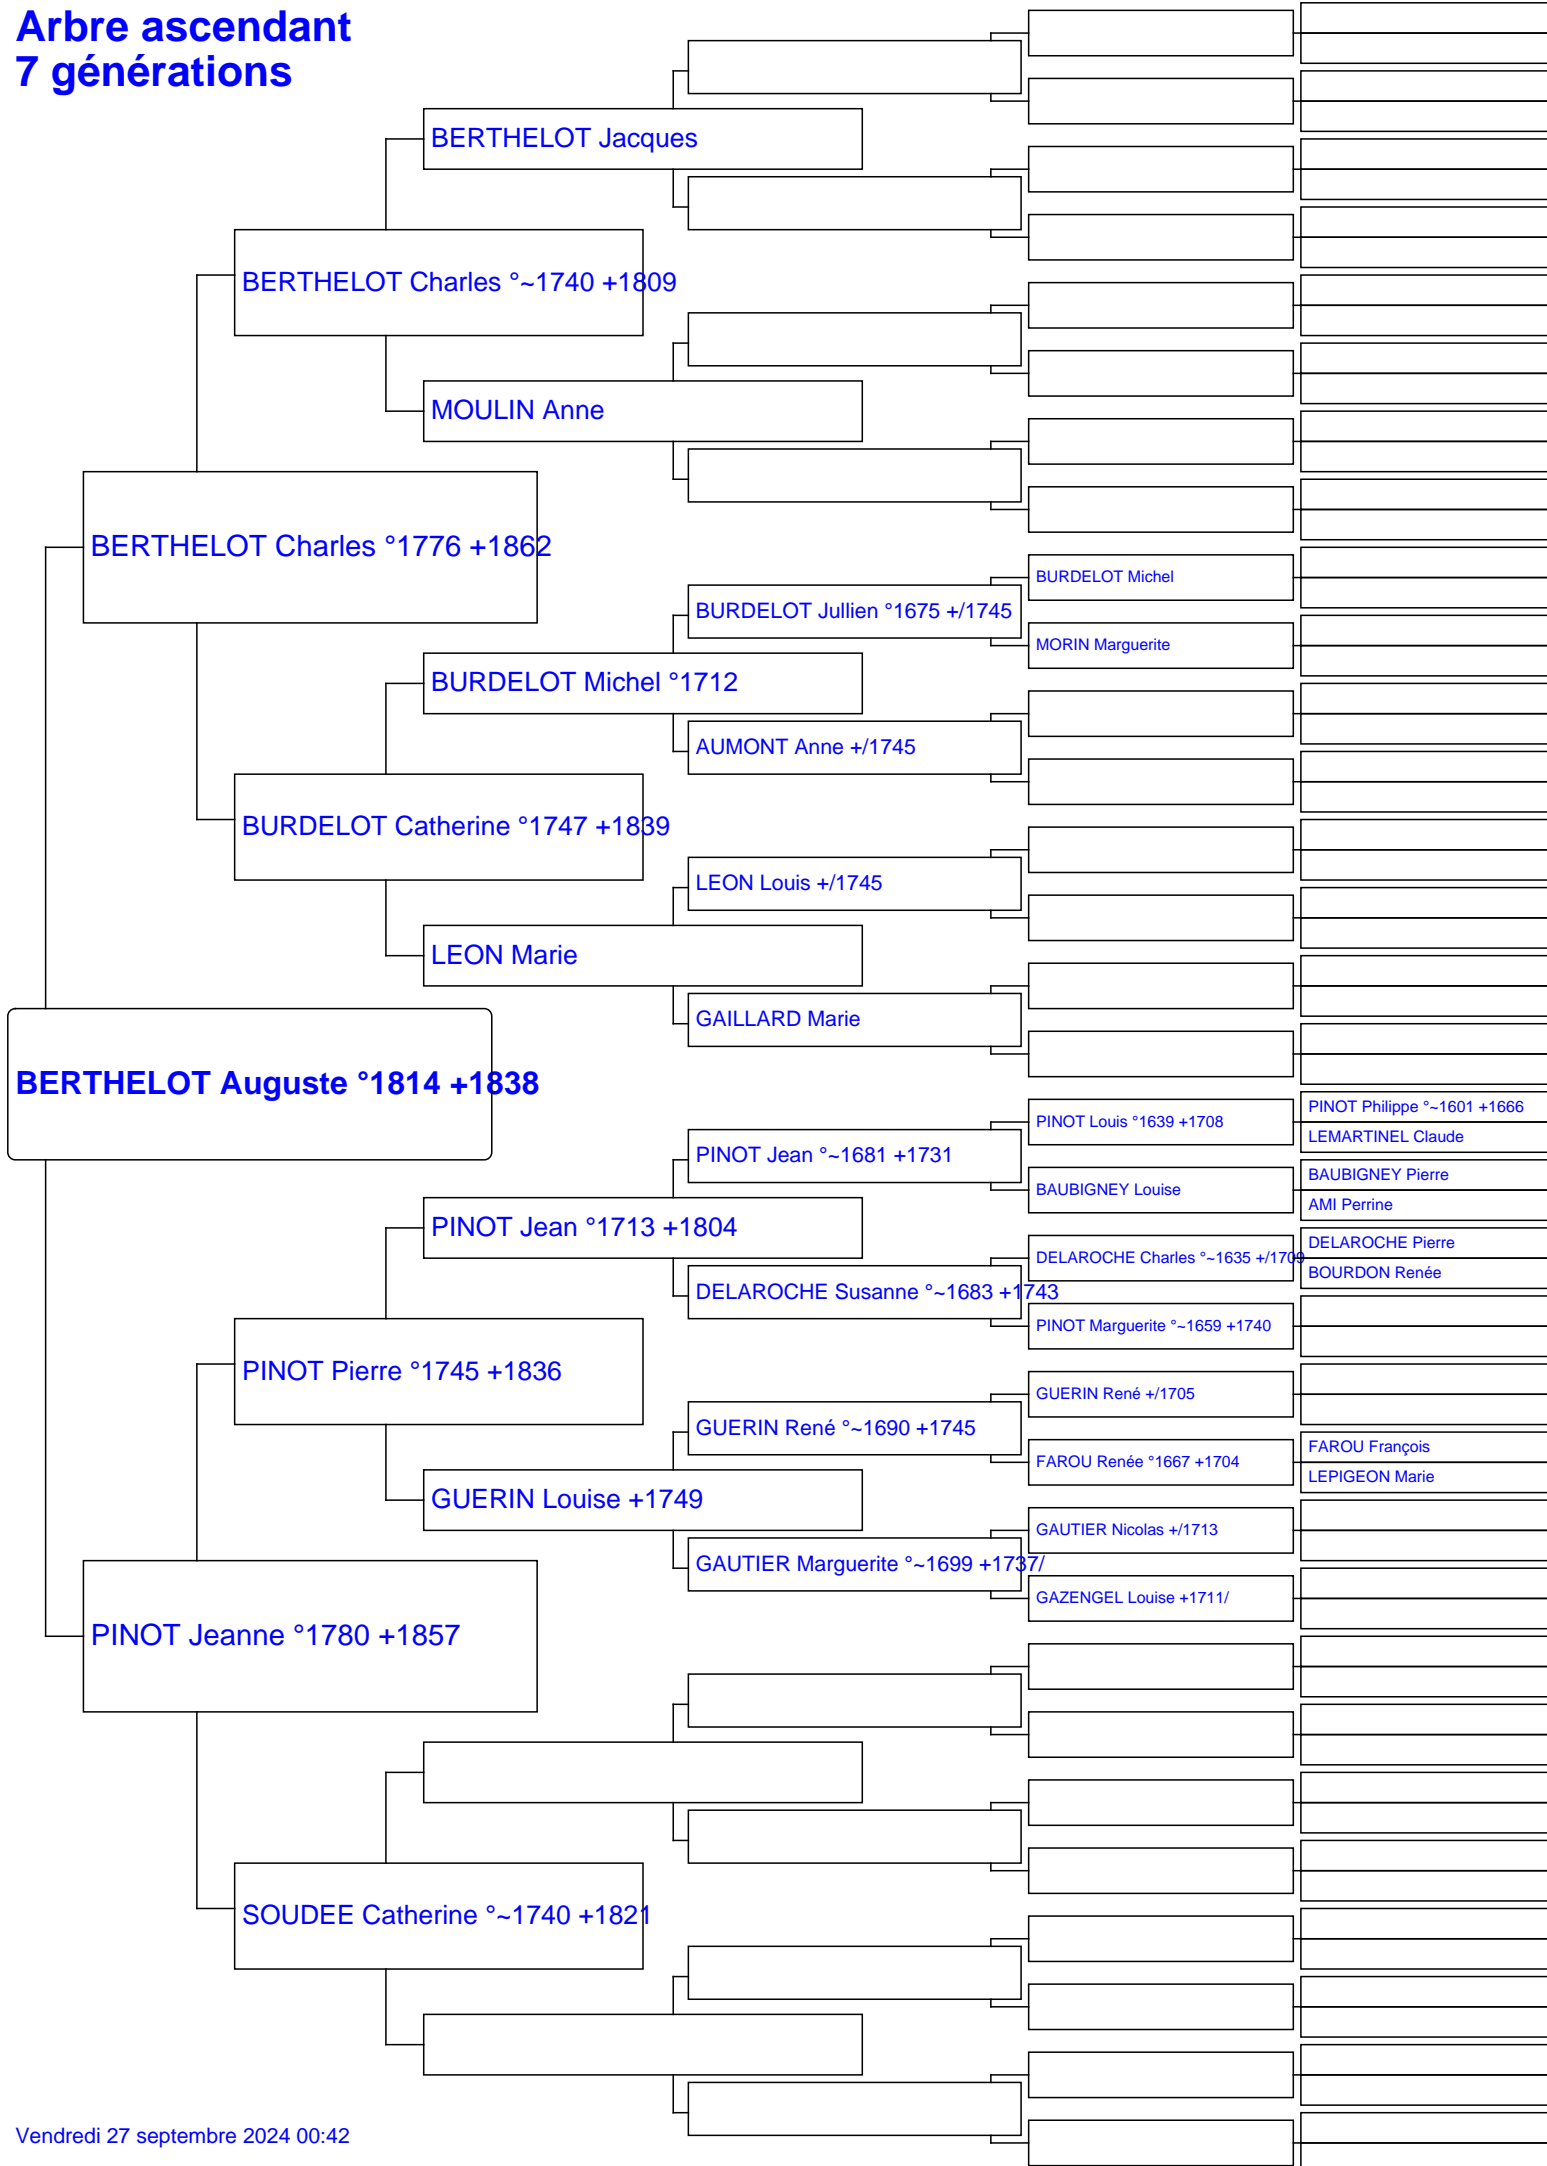 Arbre ascendant
7 générations
BERTHELOT Jacques
BERTHELOT Charles °~1740 +1809
MOULIN Anne
BERTHELOT Charles °1776 +1862
BURDELOT Michel
BURDELOT Jullien °1675 +/1745
MORIN Marguerite
BURDELOT Michel °1712
AUMONT Anne +/1745
BURDELOT Catherine °1747 +1839
LEON Louis +/1745
LEON Marie
GAILLARD Marie
BERTHELOT Auguste °1814 +1838
PINOT Philippe °~1601 +1666
PINOT Louis °1639 +1708
LEMARTINEL Claude
PINOT Jean °~1681 +1731
BAUBIGNEY Pierre
BAUBIGNEY Louise
AMI Perrine
PINOT Jean °1713 +1804
DELAROCHE Pierre
DELAROCHE Charles °~1635 +/1709
BOURDON Renée
DELAROCHE Susanne °~1683 +1743
PINOT Marguerite °~1659 +1740
PINOT Pierre °1745 +1836
GUERIN René +/1705
GUERIN René °~1690 +1745
FAROU François
FAROU Renée °1667 +1704
LEPIGEON Marie
GUERIN Louise +1749
GAUTIER Nicolas +/1713
GAUTIER Marguerite °~1699 +1737/
GAZENGEL Louise +1711/
PINOT Jeanne °1780 +1857
SOUDEE Catherine °~1740 +1821
Vendredi 27 septembre 2024 00:42